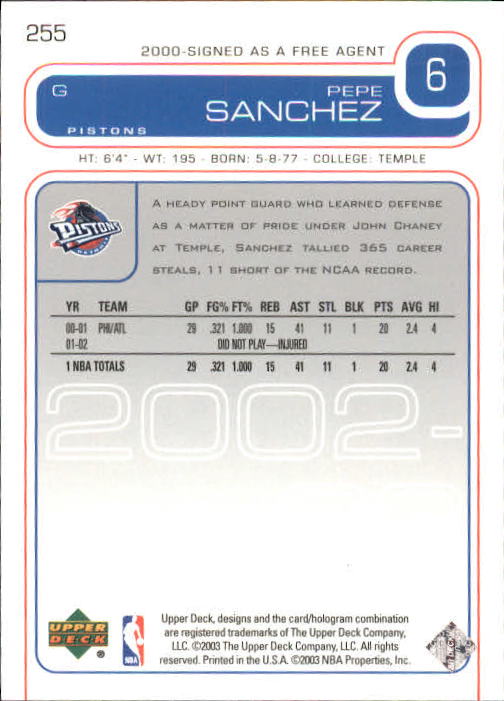 255
2000-SIGNED AS A FREE AGENT
6
G
PEPE
SANCHEZ
PISTONS
HT: 6'4" - WT: 195 - BORN: 5-8-77 - COLLEGE: TEMPLE
PISTONS
A HEADY POINT GUARD WHO LEARNED DEFENSE
AS A MATTER OF PRIDE UNDER JOHN CHANEY
AT TEMPLE, SANCHEZ TALLIED 365 CAREER
STEALS, 11 SHORT OF THE NCAA RECORD.
YR TEAM GP FG% FT% REB AST STL BLK PTS AVG HI
00-01 PHI/ATL 29 .321 1.000 15 41 11 1 20 2.4 4
01-02 DID NOT PLAY—INJURED
1 NBA TOTALS 29 .321 1.000 15 41 11 1 20 2.4 4
2002-
UPPER
DECK
®
NBA
Upper Deck, designs and the card/hologram combination
are registered trademarks of The Upper Deck Company,
LLC. ©2003 The Upper Deck Company, LLC. All rights
reserved. Printed in the U.S.A. ©2003 NBA Properties, Inc.